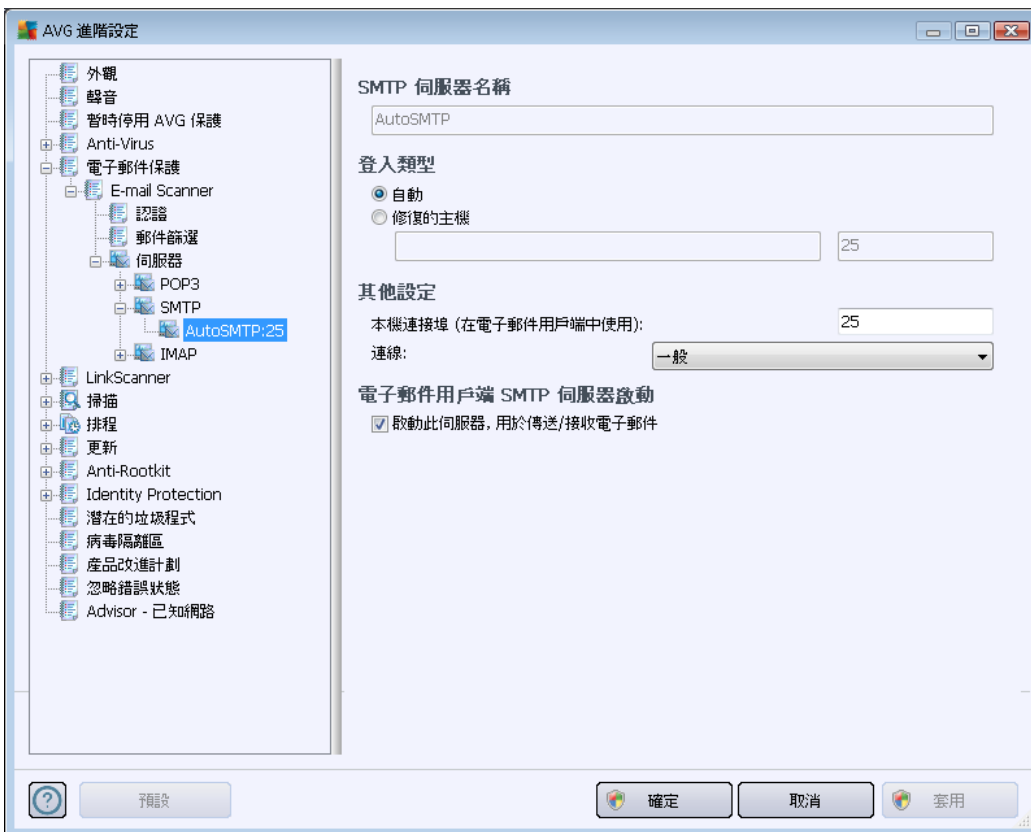 AVG 進階設定
外觀
聲音
暫時停用 AVG 保護
Anti-Virus
電子郵件保護
E-mail Scanner
認證
郵件篩選
伺服器
POP3
SMTP
AutoSMTP:25
IMAP
LinkScanner
掃描
排程
更新
Anti-Rootkit
Identity Protection
潛在的垃圾程式
病毒隔離區
產品改進計劃
忽略錯誤狀態
Advisor - 已知網路
SMTP 伺服器名稱
AutoSMTP
登入類型
自動
修復的主機
25
其他設定
本機連接埠 (在電子郵件用戶端中使用):
25
連線:
一般
電子郵件用戶端 SMTP 伺服器啟動
啟動此伺服器, 用於傳送/接收電子郵件
預設
確定
取消
套用